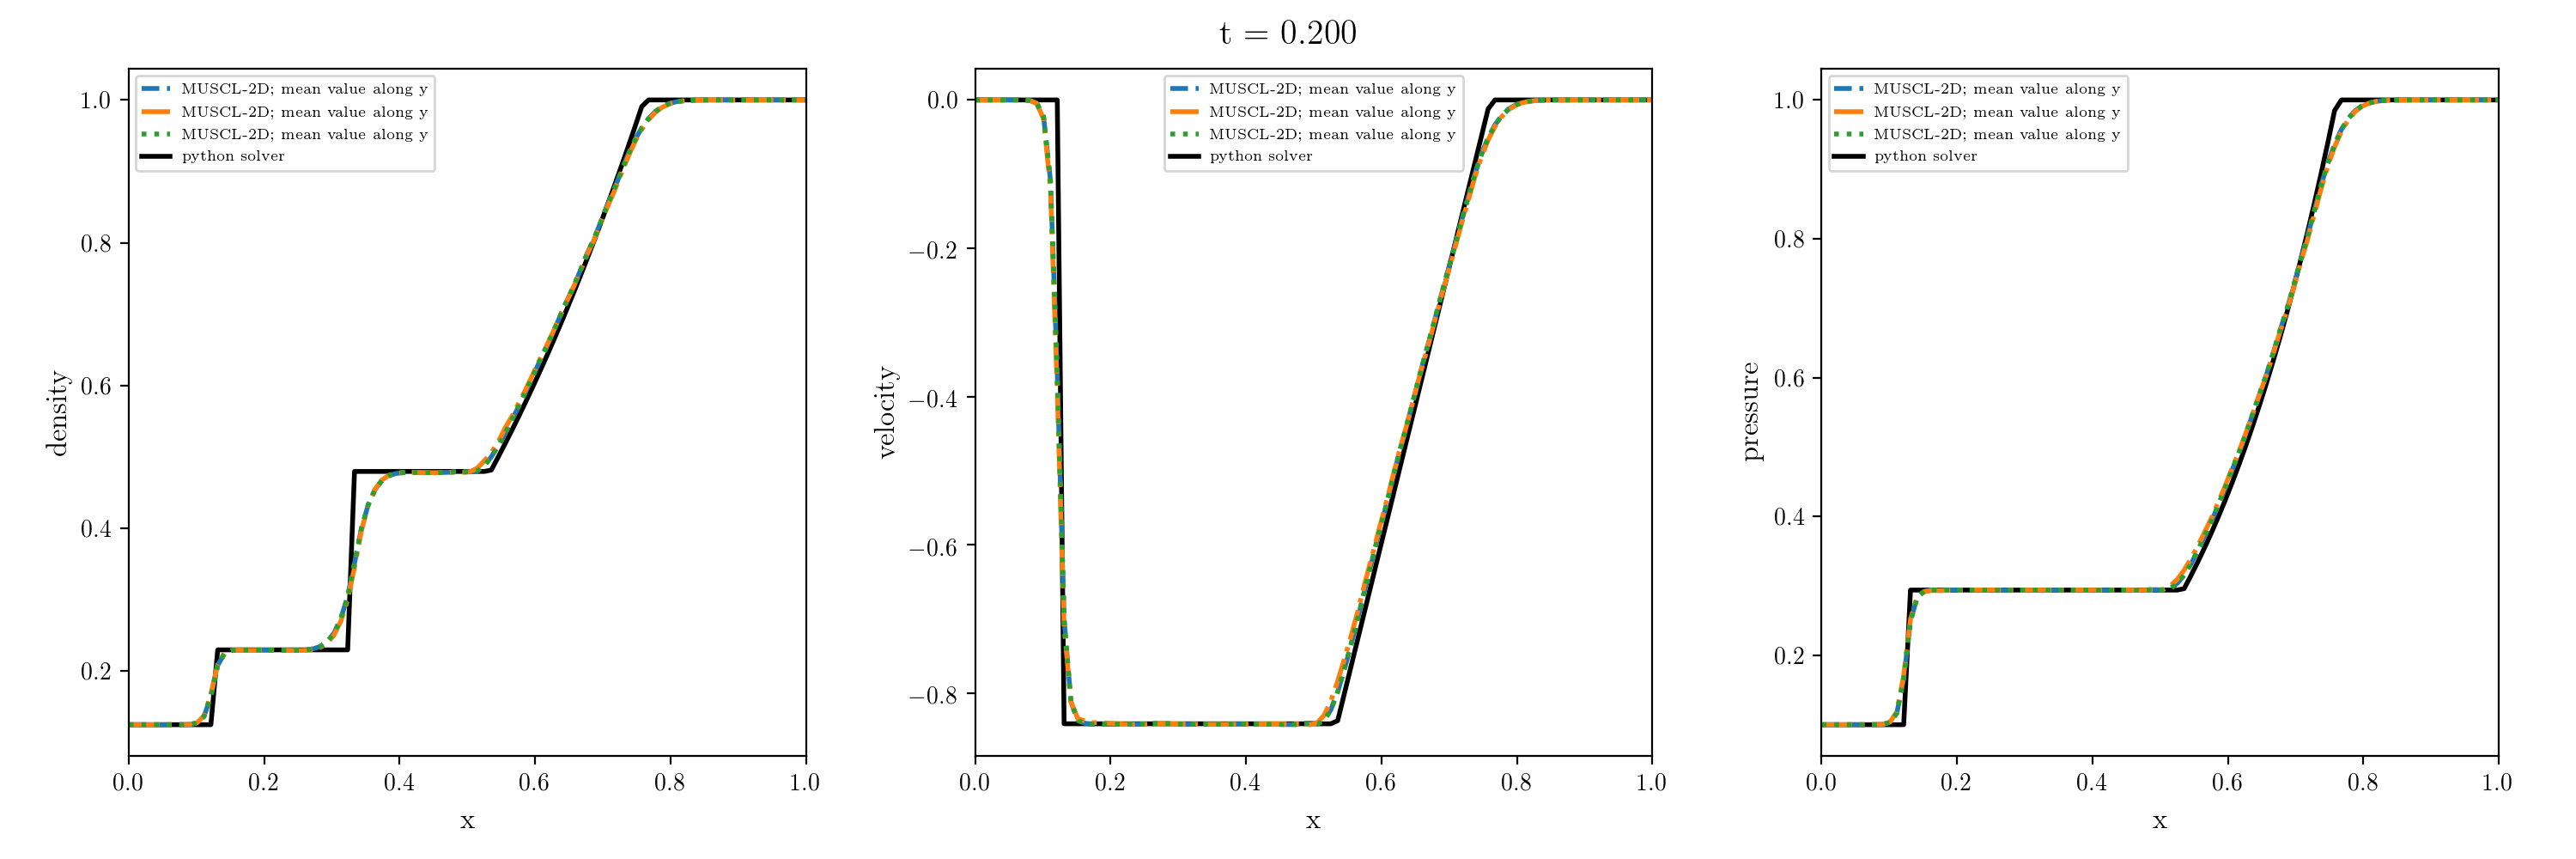 t = 0.200
MUSCL-2D; mean value along y
MUSCL-2D; mean value along y
MUSCL-2D; mean value along y
python solver
density
1.0
0.8
0.6
0.4
0.2
0.0 0.2 0.4 0.6 0.8 1.0
x
MUSCL-2D; mean value along y
MUSCL-2D; mean value along y
MUSCL-2D; mean value along y
python solver
velocity
0.0
−0.2
−0.4
−0.6
−0.8
0.0 0.2 0.4 0.6 0.8 1.0
x
MUSCL-2D; mean value along y
MUSCL-2D; mean value along y
MUSCL-2D; mean value along y
python solver
pressure
1.0
0.8
0.6
0.4
0.2
0.0 0.2 0.4 0.6 0.8 1.0
x